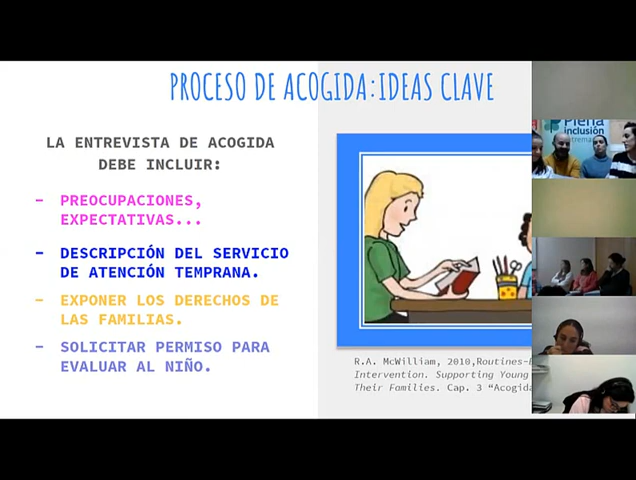 PROCESO DE ACOGIDA:IDEAS CLAVE
LA ENTREVISTA DE ACOGIDA
DEBE INCLUIR:
- PREOCUPACIONES,
EXPECTATIVAS...
- DESCRIPCIÓN DEL SERVICIO
DE ATENCIÓN TEMPRANA.
- EXPONER LOS DERECHOS DE
LAS FAMILIAS.
- SOLICITAR PERMISO PARA
EVALUAR AL NIÑO.
R.A. McWilliam, 2010,Routines-
Intervention. Supporting Young
Their Families. Cap. 3 “Acogida
Plena
inclusión